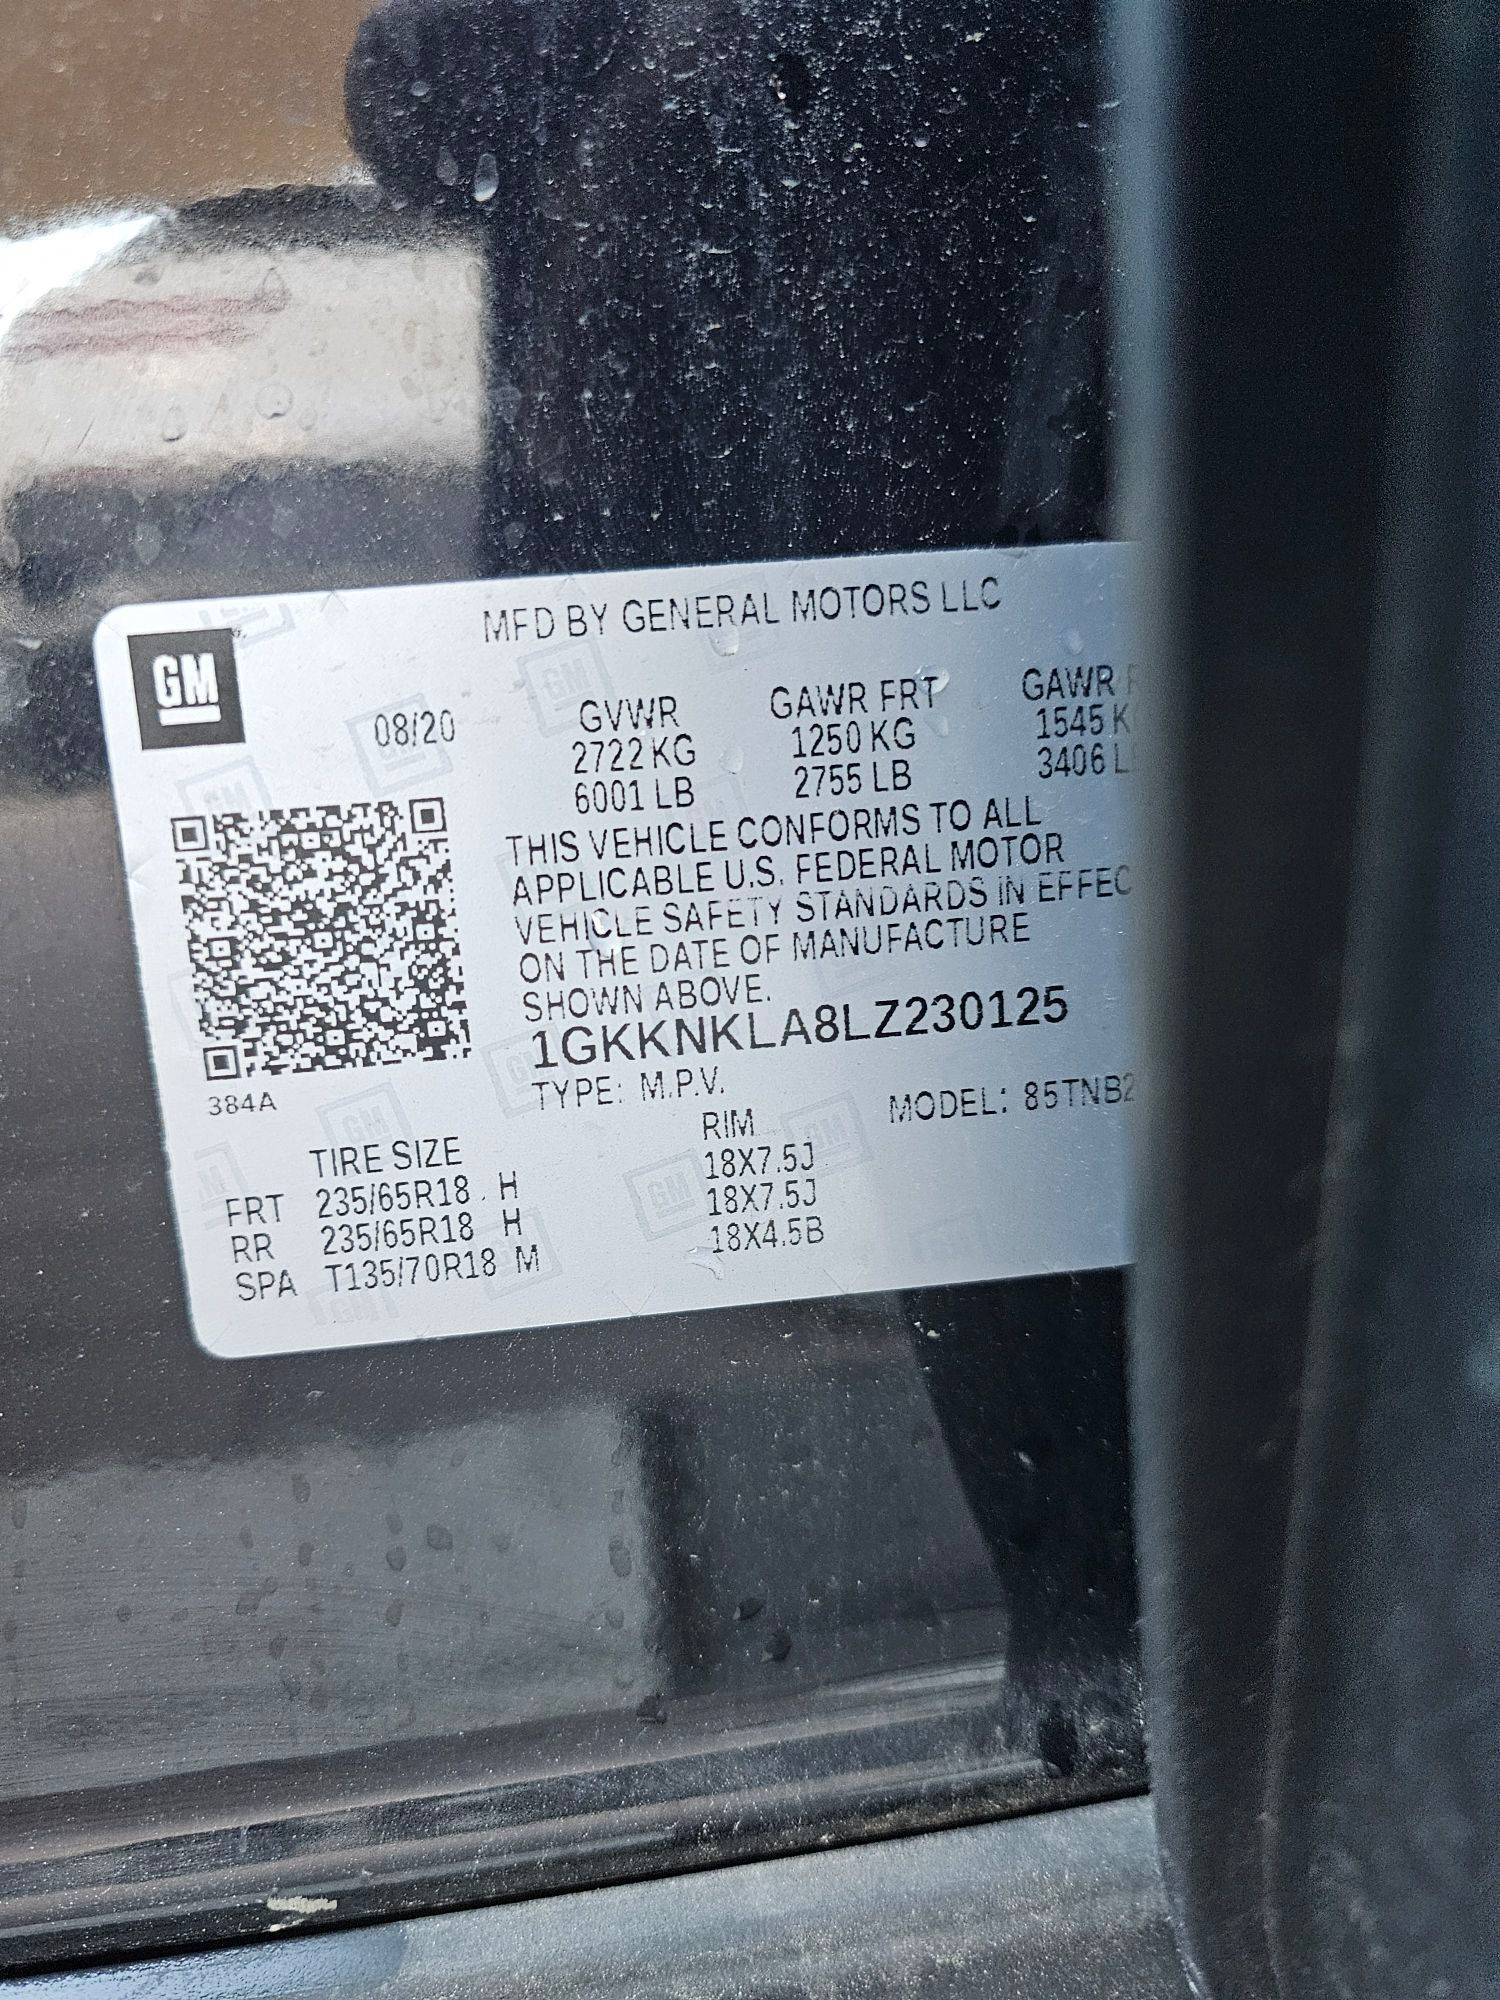 MFD BY GENERAL MOTORS LLC
GM
08/20 GVWR GAWR FRT GAWR
2722 KG 1250 KG 1545 K
6001 LB 2755 LB 3406 L
THIS VEHICLE CONFORMS TO ALL
APPLICABLE U.S. FEDERAL MOTOR
VEHICLE SAFETY STANDARDS IN EFFEC
ON THE DATE OF MANUFACTURE
SHOWN ABOVE.
1GKKNKLA8LZ230125
384A
TYPE: M.P.V. MODEL: 85TNB2
TIRE SIZE RIM
FRT 235/65R18 H 18X7.5J
RR 235/65R18 H 18X7.5J
SPA T135/70R18 M 18X4.5B